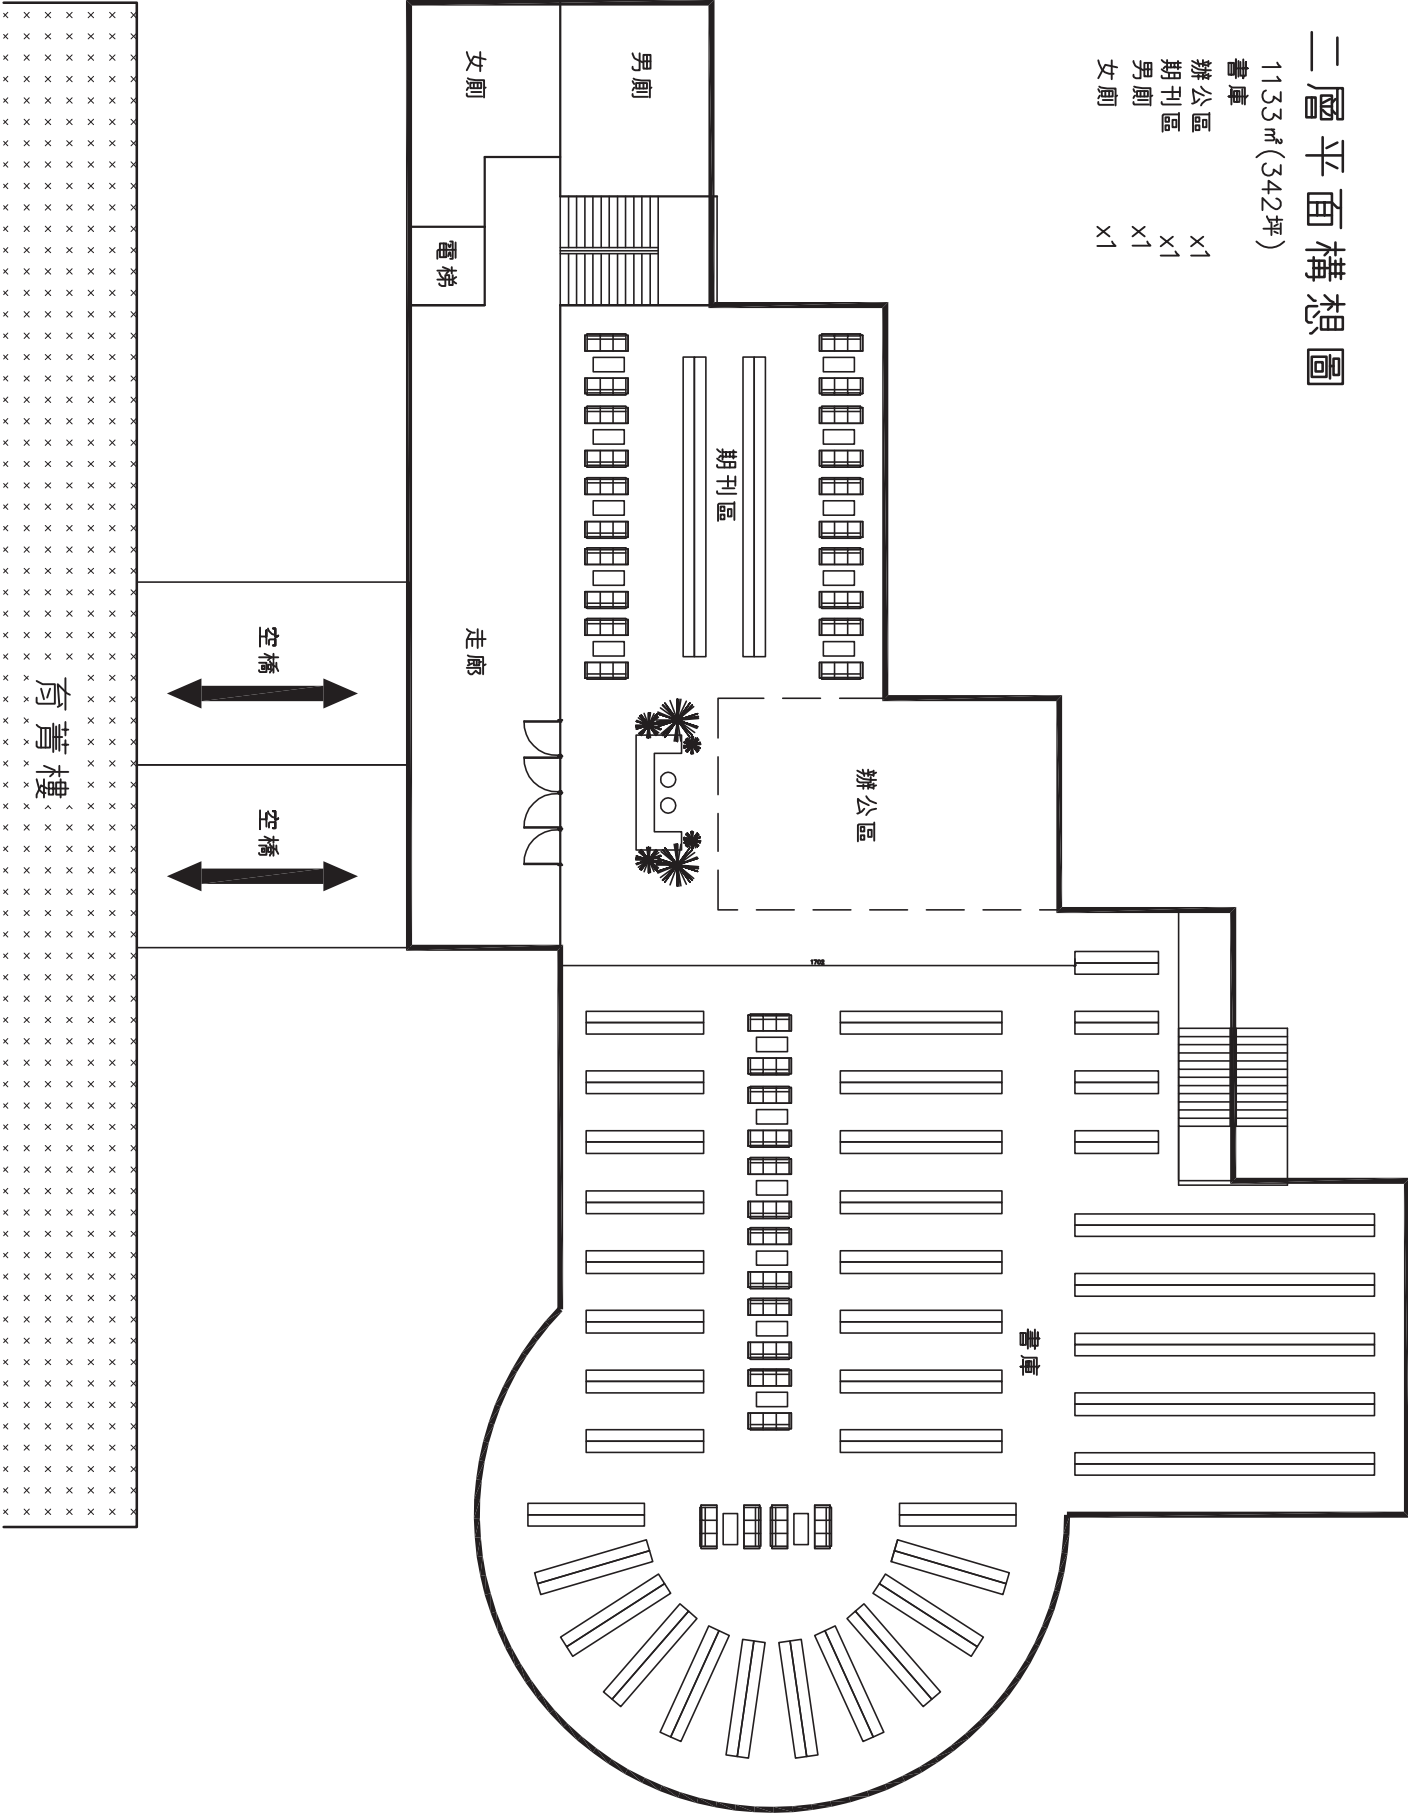 二層平面構想圖
1133㎡(342坪)
書庫
辦公區 x1
期刊區 x1
男廁 x1
女廁 x1
男廁
女廁
電梯
期刊區
走廊
空橋
空橋
育菁樓
辦公區
1702
書庫